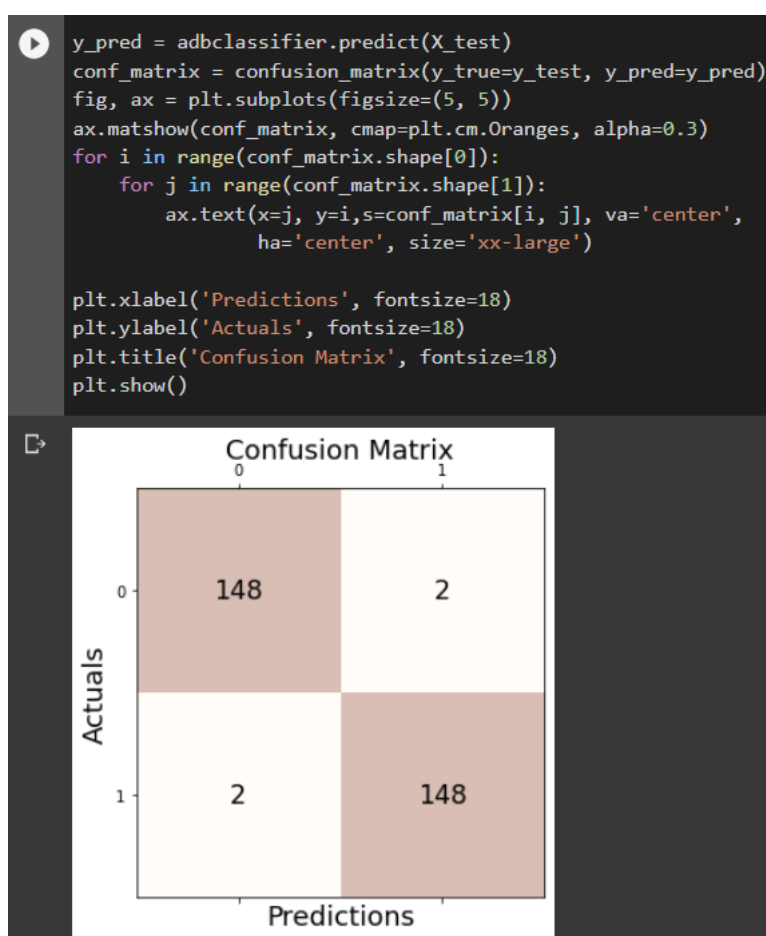 y_pred = adbclassifier.predict(X_test)
conf_matrix = confusion_matrix(y_true=y_test, y_pred=y_pred)
fig, ax = plt.subplots(figsize=(5, 5))
ax.matshow(conf_matrix, cmap=plt.cm.Oranges, alpha=0.3)
for i in range(conf_matrix.shape[0]):
    for j in range(conf_matrix.shape[1]):
        ax.text(x=j, y=i,s=conf_matrix[i, j], va='center',
                ha='center', size='xx-large')

plt.xlabel('Predictions', fontsize=18)
plt.ylabel('Actuals', fontsize=18)
plt.title('Confusion Matrix', fontsize=18)
plt.show()
Confusion Matrix
0 1
0 148 2
Actuals
1 2 148
Predictions